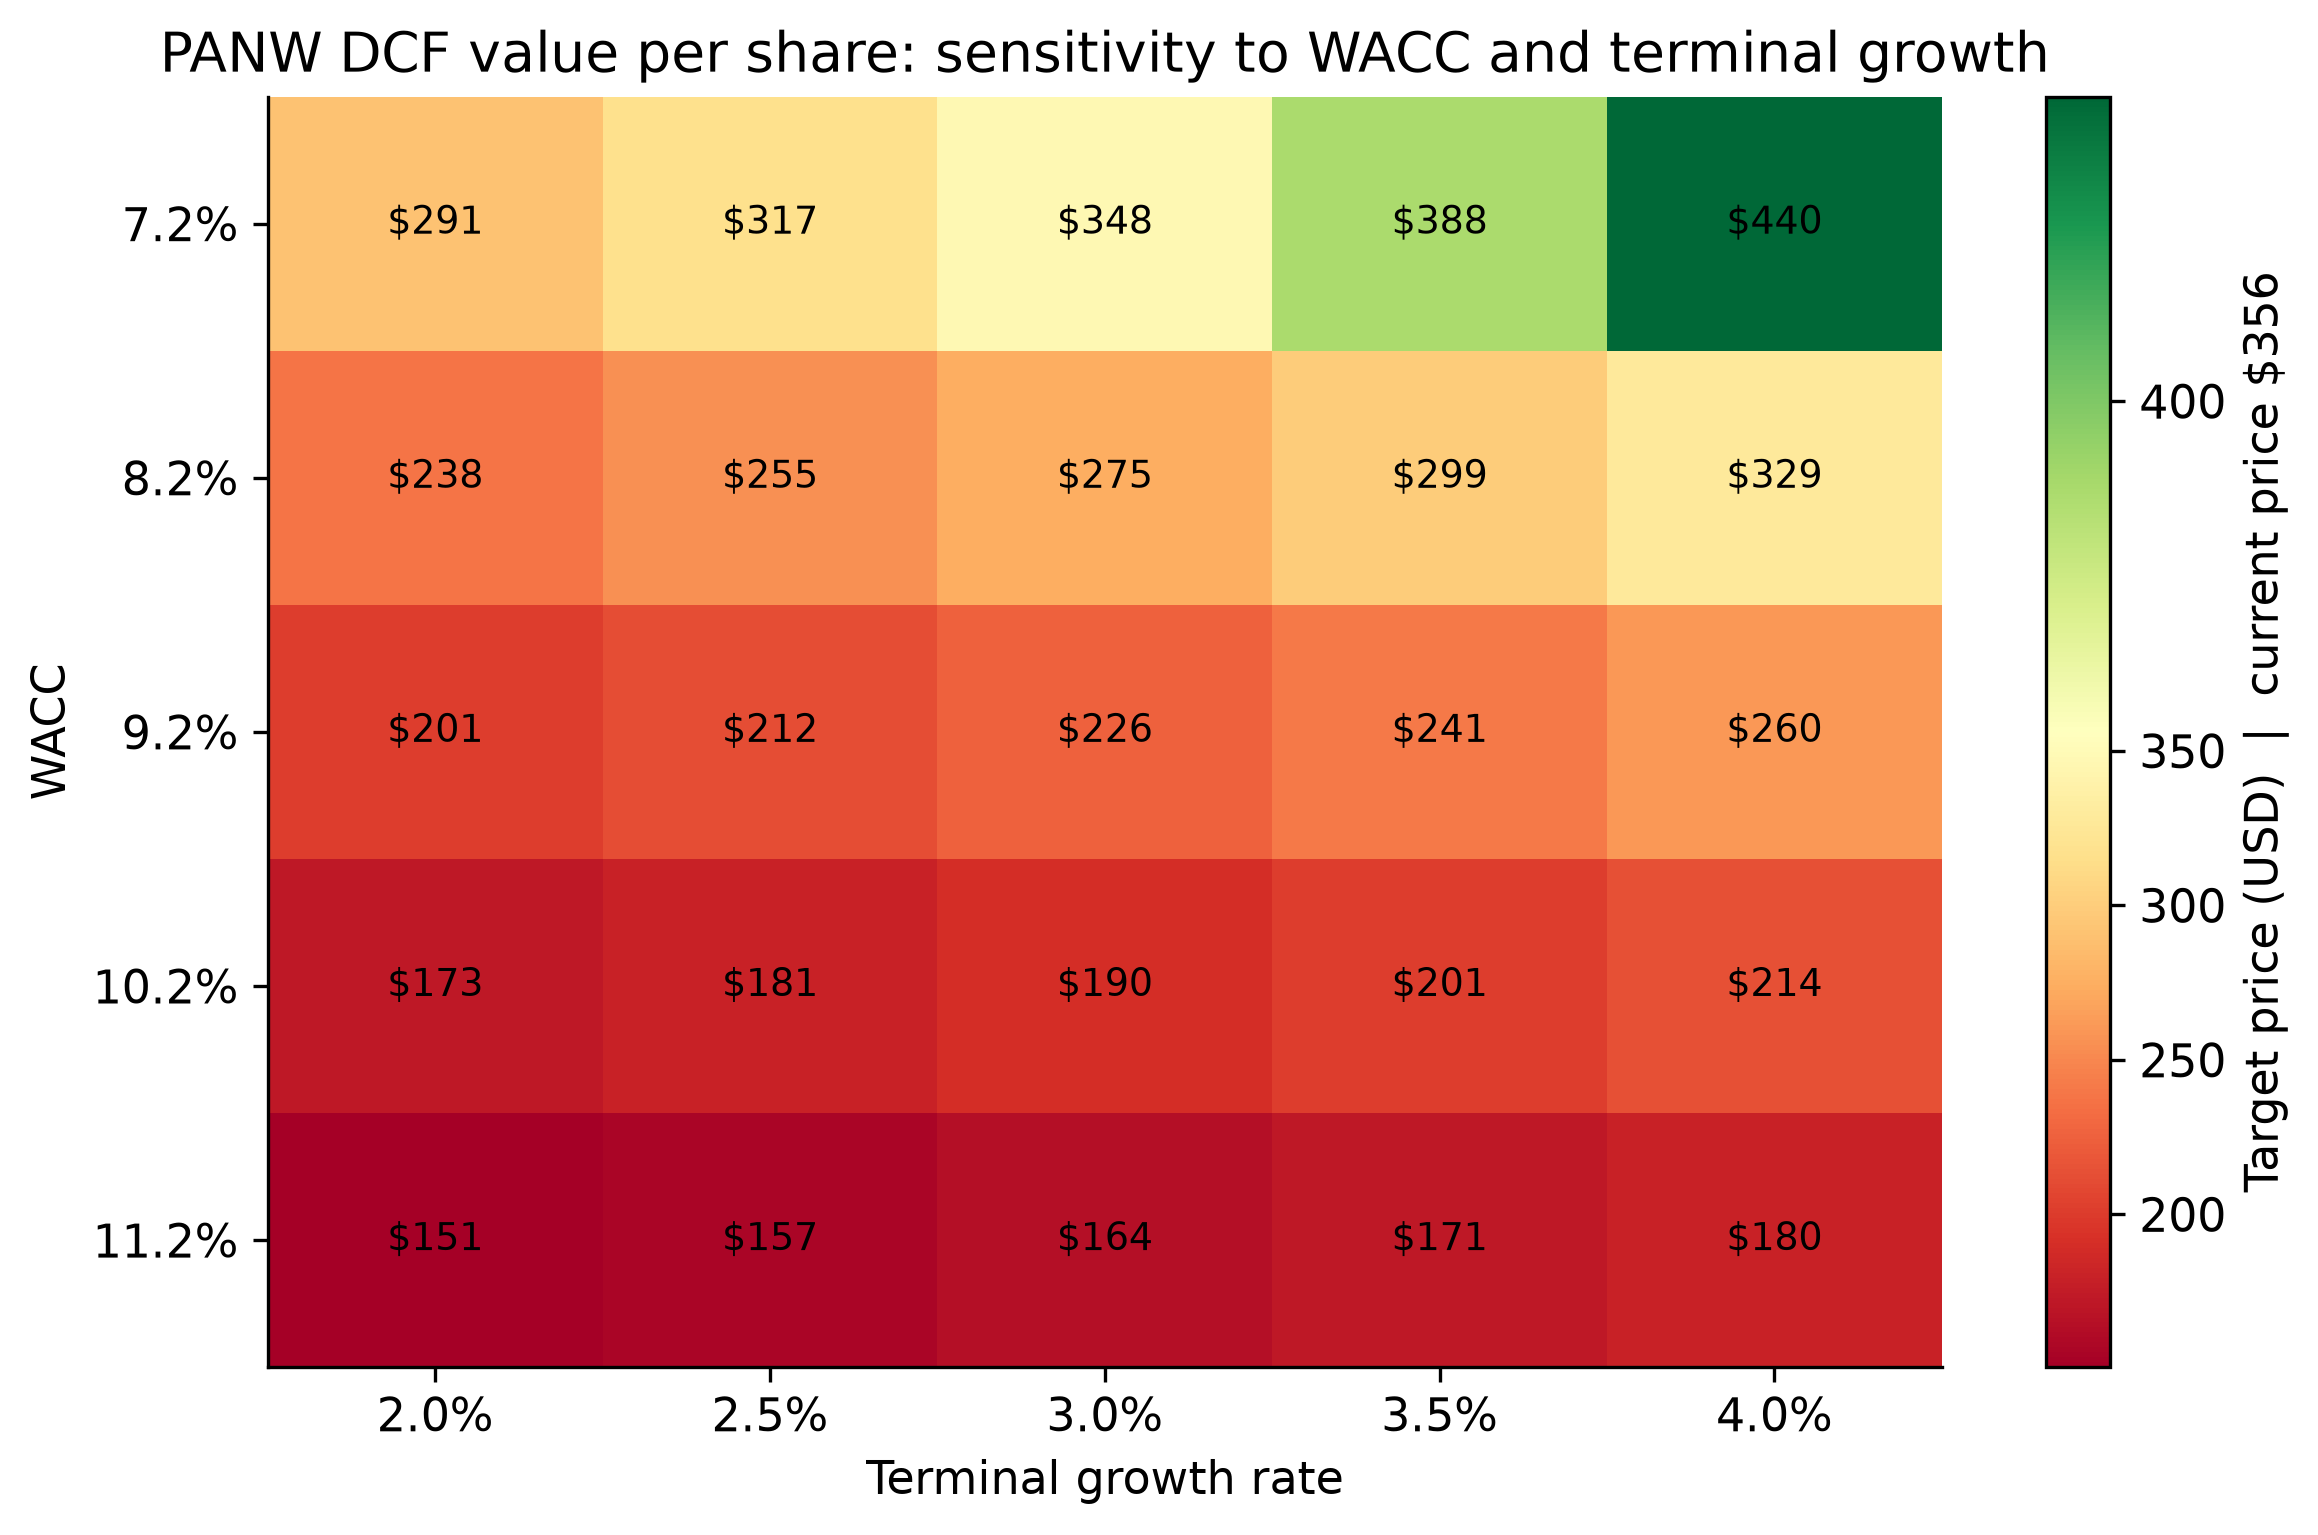 PANW DCF value per share: sensitivity to WACC and terminal growth
WACC
7.2% $291 $317 $348 $388 $440
8.2% $238 $255 $275 $299 $329
9.2% $201 $212 $226 $241 $260
10.2% $173 $181 $190 $201 $214
11.2% $151 $157 $164 $171 $180
2.0% 2.5% 3.0% 3.5% 4.0%
Terminal growth rate
400
350
300
250
200
Target price (USD) | current price $356